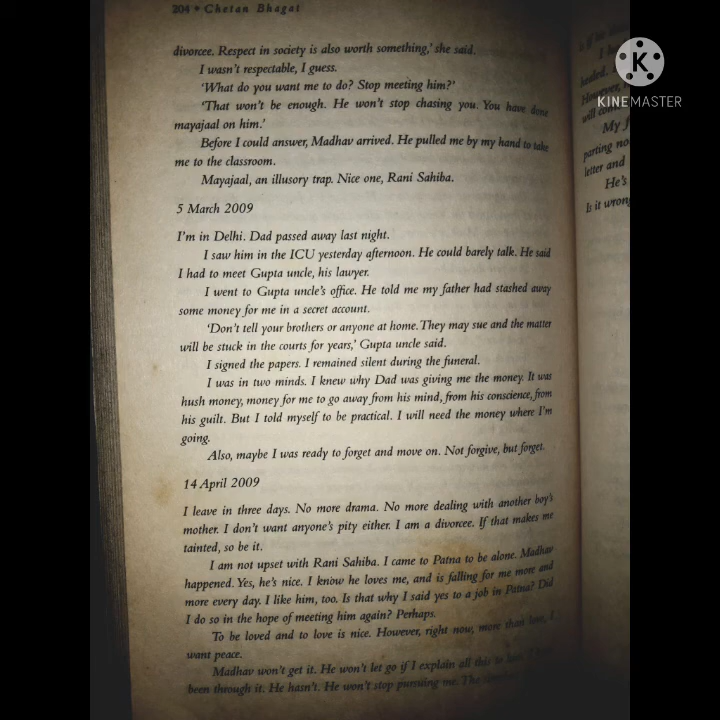 204 * Chetan Bhagat
divorcee. Respect in society is also worth something,' she said.
I wasn't respectable, I guess.
'What do you want me to do? Stop meeting him?'
'That won't be enough. He won't stop chasing you. You have done
mayajaal on him.'
Before I could answer, Madhav arrived. He pulled me by my hand to take
me to the classroom.
Mayajaal, an illusory trap. Nice one, Rani Sahiba.
5 March 2009
I'm in Delhi. Dad passed away last night.
I saw him in the ICU yesterday afternoon. He could barely talk. He said
I had to meet Gupta uncle, his lawyer.
I went to Gupta uncle's office. He told me my father had stashed away
some money for me in a secret account.
'Don't tell your brothers or anyone at home. They may sue and the matter
will be stuck in the courts for years,' Gupta uncle said.
I signed the papers. I remained silent during the funeral.
I was in two minds. I knew why Dad was giving me the money. It was
hush money, money for me to go away from his mind, from his conscience, from
his guilt. But I told myself to be practical. I will need the money where I'm
going.
Also, maybe I was ready to forget and move on. Not forgive, but forget.
14 April 2009
I leave in three days. No more drama. No more dealing with another boy's
mother. I don't want anyone's pity either. I am a divorcee. If that makes me
tainted, so be it.
I am not upset with Rani Sahiba. I came to Patna to be alone. Madhav
happened. Yes, he's nice. I know he loves me, and is falling for me more and
more every day. I like him, too. Is that why I said yes to a job in Patna? Did
I do so in the hope of meeting him again? Perhaps.
To be loved and to love is nice. However, right now, more than love, I
want peace.
Madhav won't get it. He won't let go if I explain all this to
been through it. He hasn't. He won't stop pursuing me. The
However,
will
My
parting
letter and
He's
Is it wrong
KINEMASTER